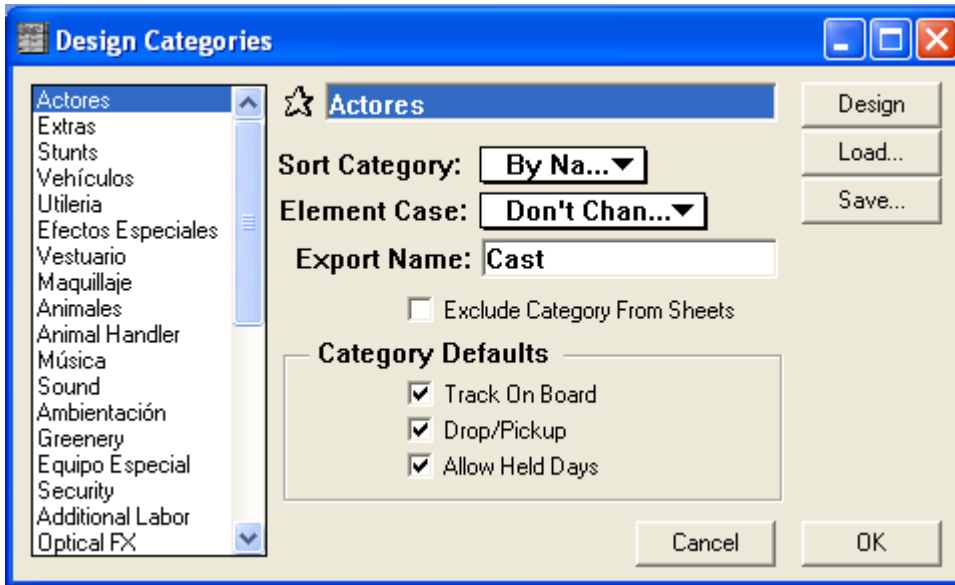 Design Categories
Actores
Extras
Stunts
Vehículos
Utileria
Efectos Especiales
Vestuario
Maquillaje
Animales
Animal Handler
Música
Sound
Ambientación
Greenery
Equipo Especial
Security
Additional Labor
Optical FX
Actores
Sort Category: By Na...
Element Case: Don't Chan...
Export Name: Cast
Exclude Category From Sheets
Category Defaults
Track On Board
Drop/Pickup
Allow Held Days
Design
Load...
Save...
Cancel
OK